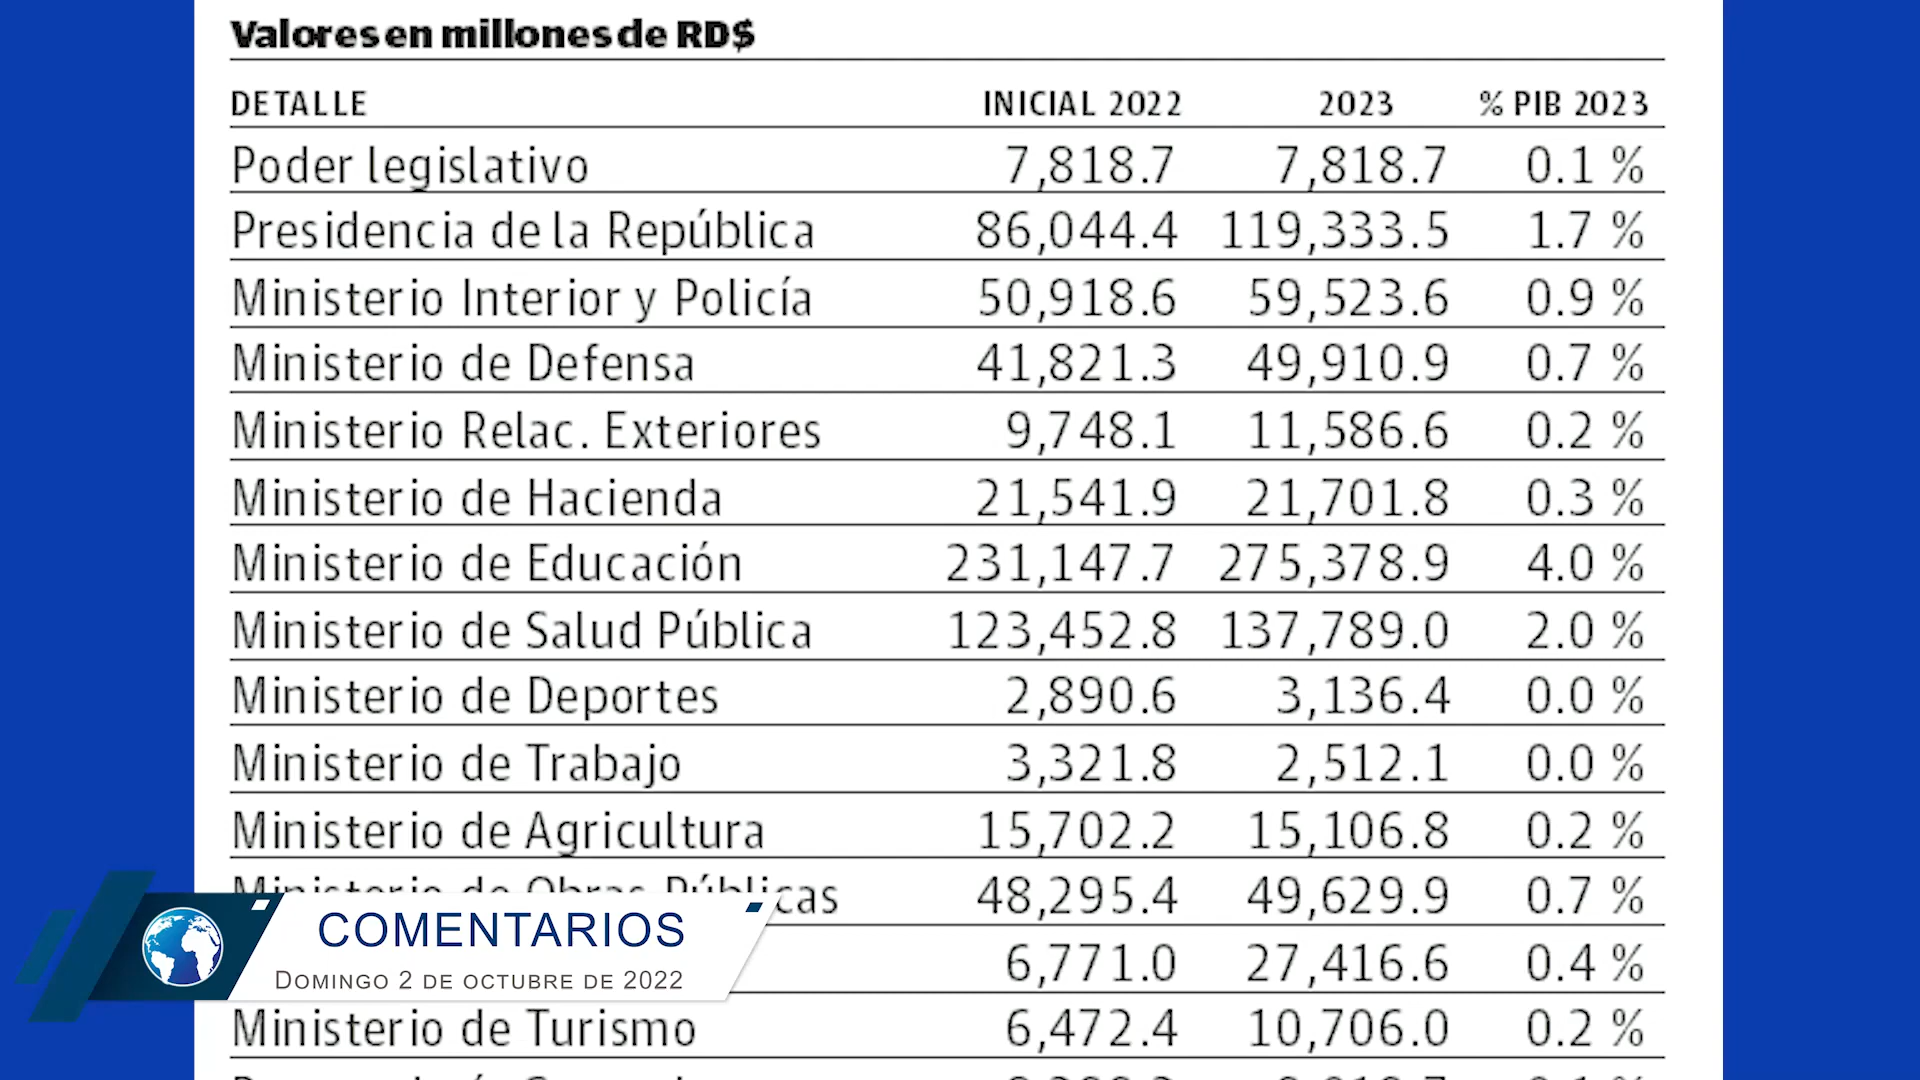 Valores en millones de RD$
DETALLE INICIAL 2022 2023 % PIB 2023
Poder legislativo 7,818.7 7,818.7 0.1 %
Presidencia de la República 86,044.4 119,333.5 1.7 %
Ministerio Interior y Policía 50,918.6 59,523.6 0.9 %
Ministerio de Defensa 41,821.3 49,910.9 0.7 %
Ministerio Relac. Exteriores 9,748.1 11,586.6 0.2 %
Ministerio de Hacienda 21,541.9 21,701.8 0.3 %
Ministerio de Educación 231,147.7 275,378.9 4.0 %
Ministerio de Salud Pública 123,452.8 137,789.0 2.0 %
Ministerio de Deportes 2,890.6 3,136.4 0.0 %
Ministerio de Trabajo 3,321.8 2,512.1 0.0 %
Ministerio de Agricultura 15,702.2 15,106.8 0.2 %
Ministerio de Obras Públicas 48,295.4 49,629.9 0.7 %
6,771.0 27,416.6 0.4 %
Ministerio de Turismo 6,472.4 10,706.0 0.2 %
COMENTARIOS
DOMINGO 2 DE OCTUBRE DE 2022